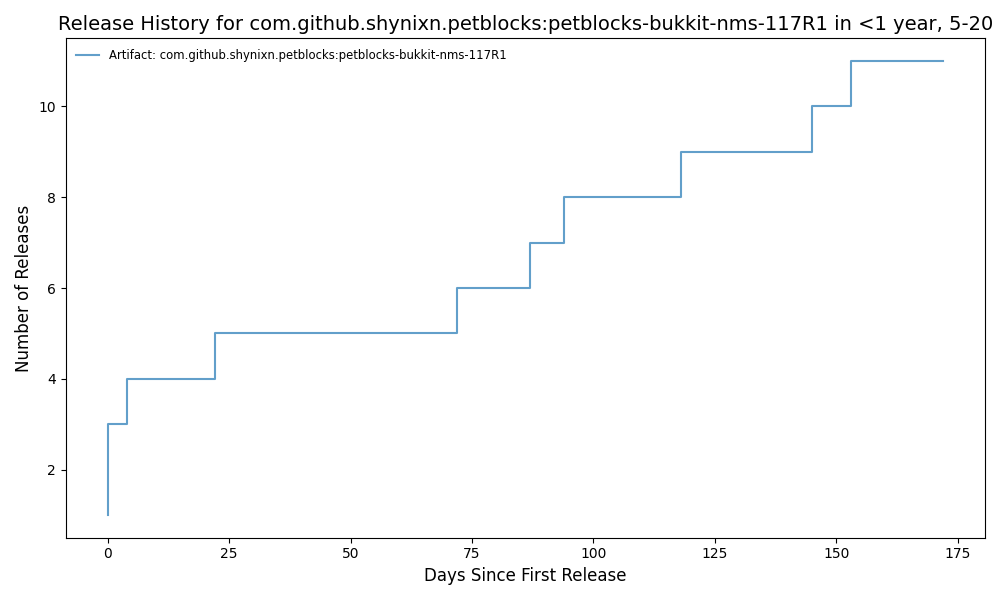 Release History for com.github.shynixn.petblocks:petblocks-bukkit-nms-117R1 in <1 year, 5-20
Artifact: com.github.shynixn.petblocks:petblocks-bukkit-nms-117R1
Number of Releases
10
8
6
4
2
0 25 50 75 100 125 150 175
Days Since First Release